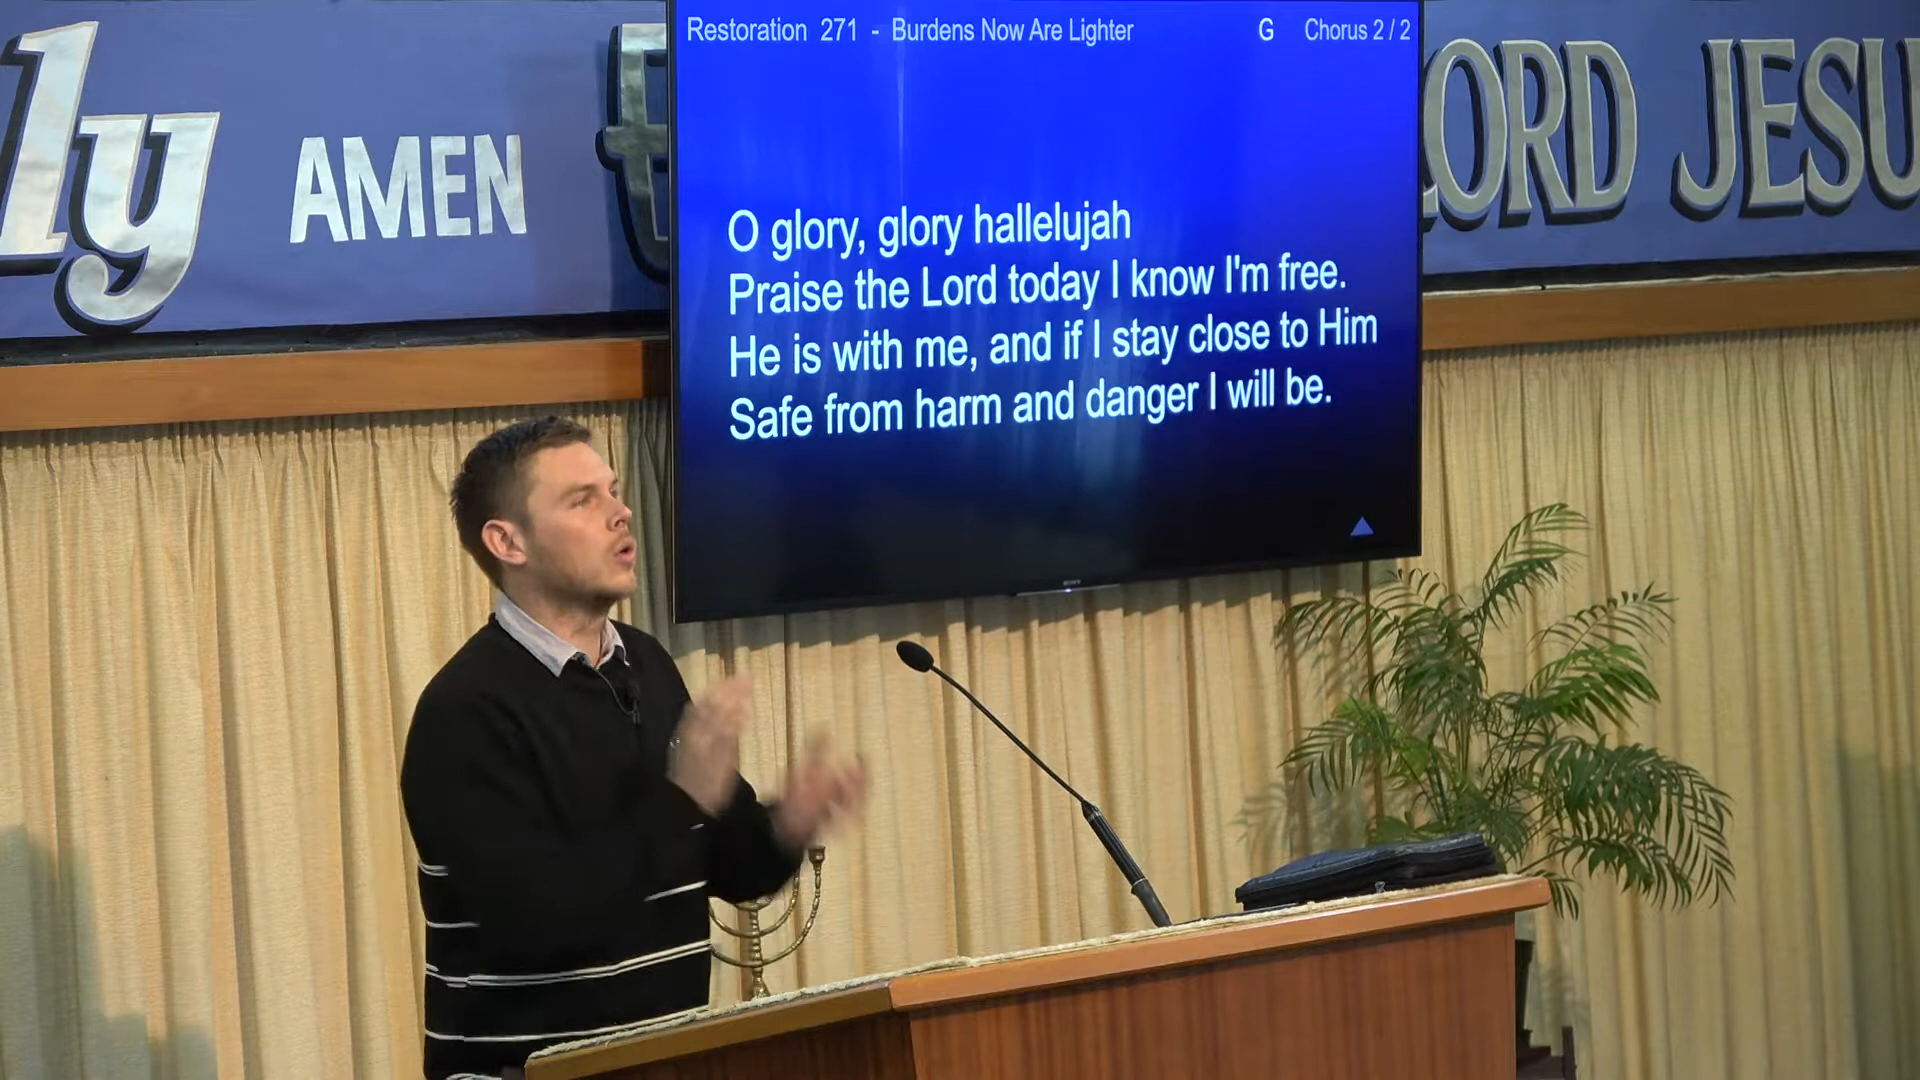 ly AMEN
LORD JESU
Restoration 271 - Burdens Now Are Lighter G Chorus 2 / 2
O glory, glory hallelujah
Praise the Lord today I know I'm free.
He is with me, and if I stay close to Him
Safe from harm and danger I will be.
SONY